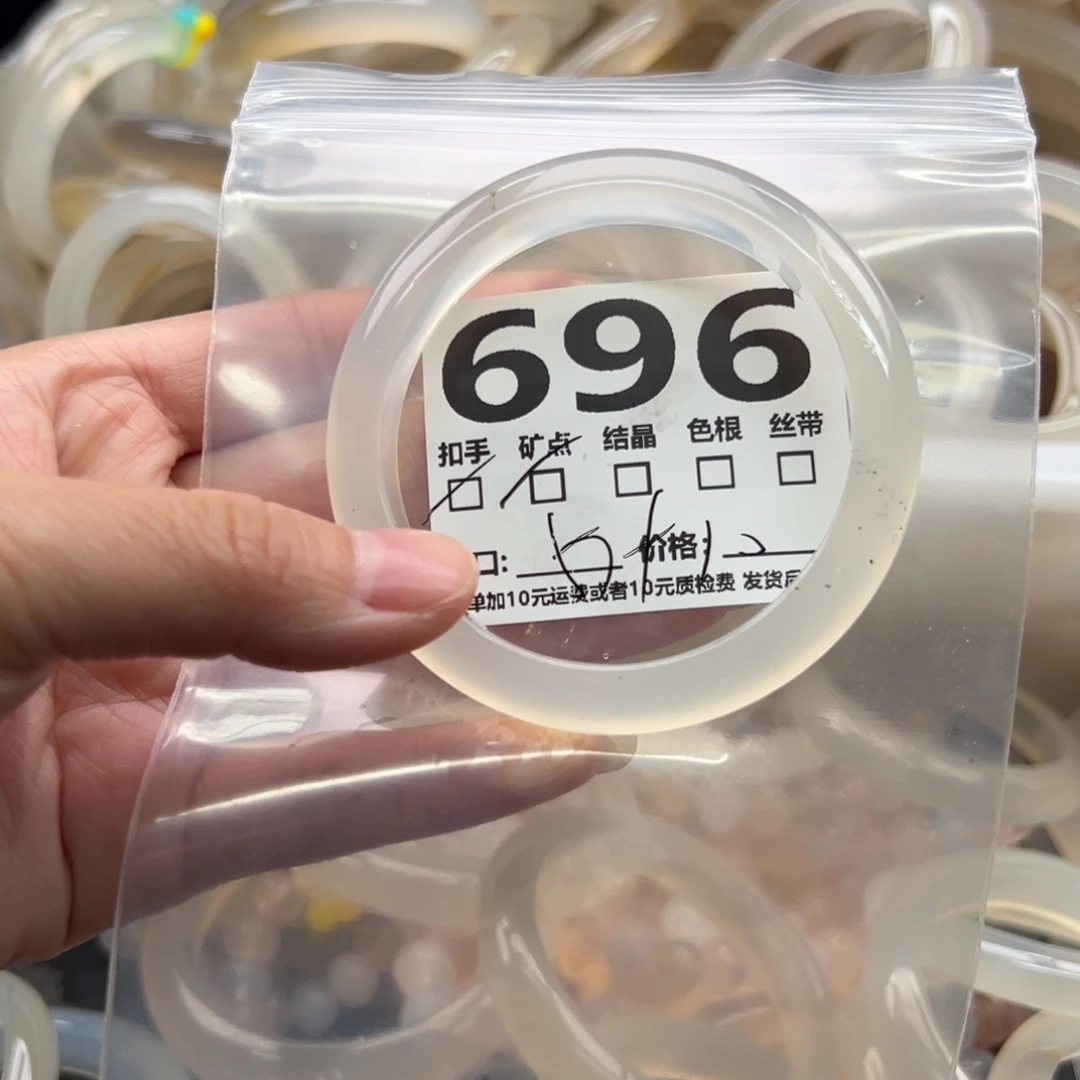 696
扣手 矿点 结晶 色根 丝带
口: 价格:
单加10元运费或者10元质检费 发货后